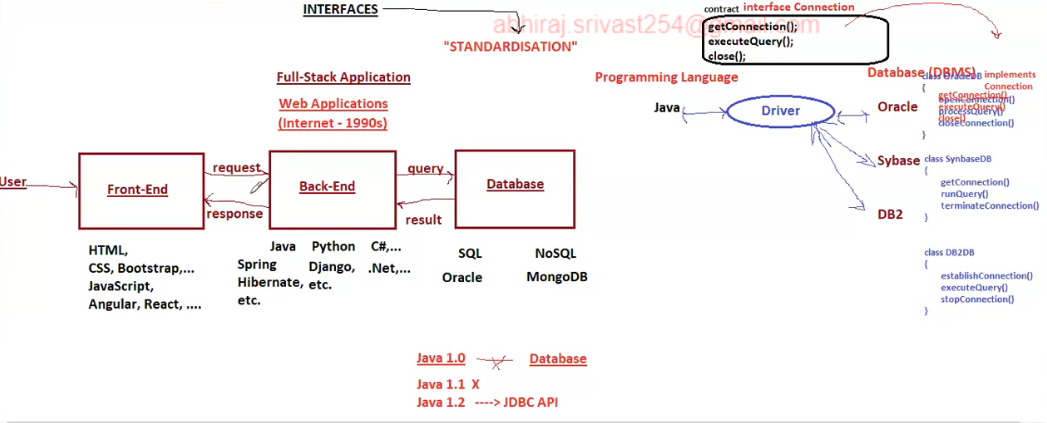 INTERFACES
abhiraj.srivast254@gmail.com
"STANDARDISATION"
contract interface Connection
getConnection();
executeQuery();
close();
Full-Stack Application
Web Applications
(Internet - 1990s)
User
Front-End
request
response
Back-End
query
result
Database
HTML,
CSS, Bootstrap,...
JavaScript,
Angular, React, ....
Java Python C#,...
Spring Django, .Net,...
Hibernate, etc.
etc.
SQL NoSQL
Oracle MongoDB
Programming Language
Java
Driver
Database (DBMS)
Oracle
Sybase
DB2
class OracleDB implements
Connection
{
getConnection()
openConnection()
executeQuery()
processQuery()
close()
closeConnection()
}
class SynbaseDB
{
getConnection()
runQuery()
terminateConnection()
}
class DB2DB
{
establishConnection()
executeQuery()
stopConnection()
}
Java 1.0 Database
Java 1.1 X
Java 1.2 ----> JDBC API